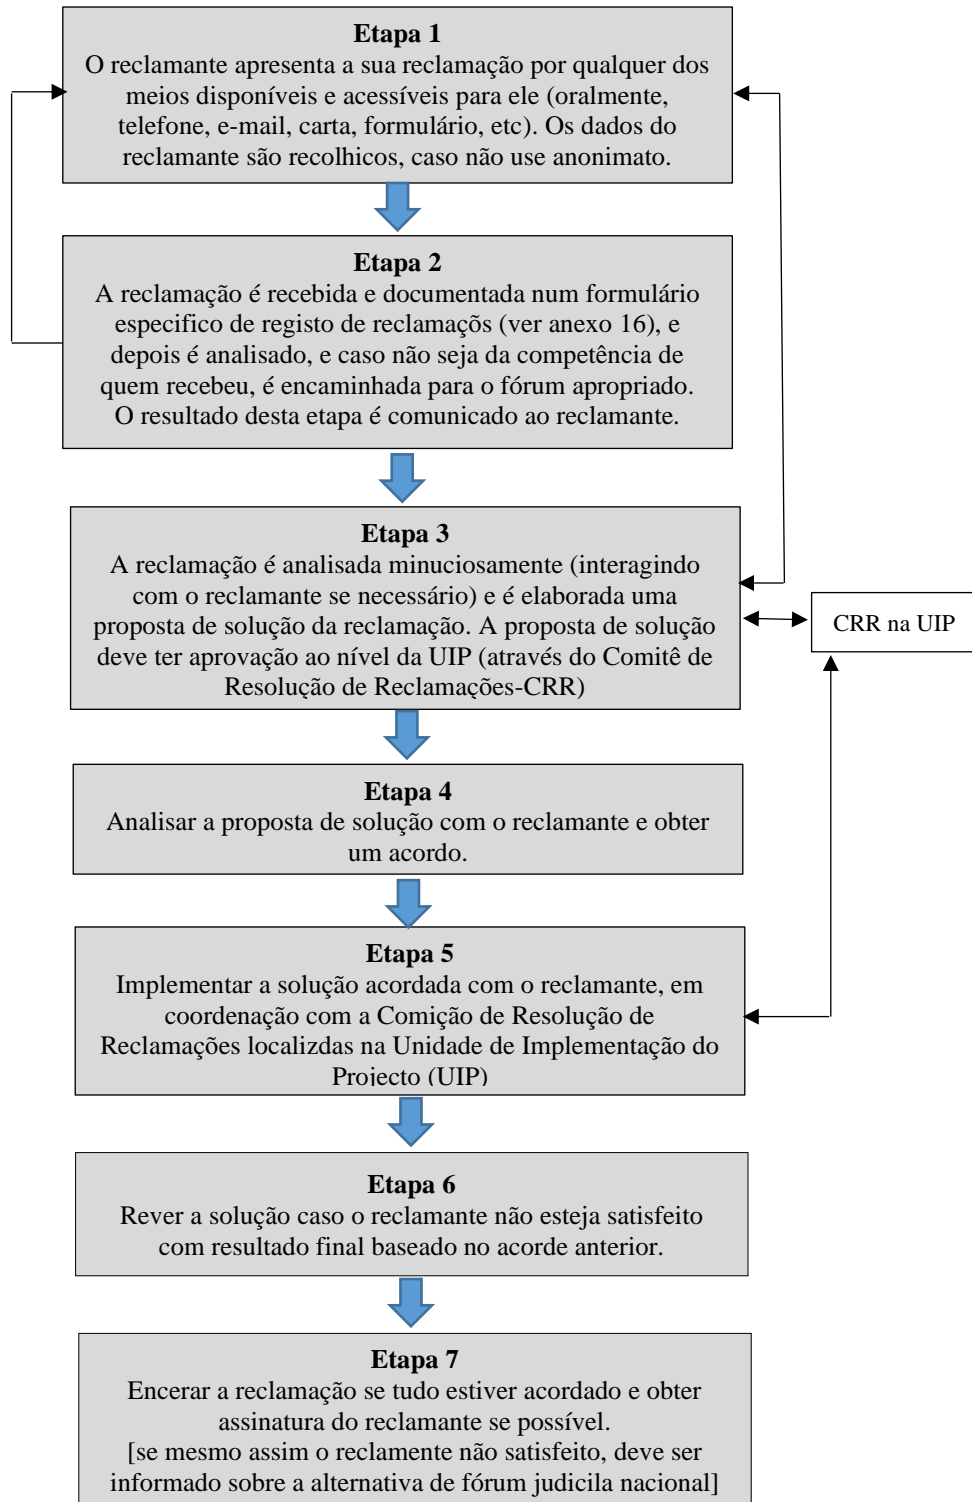 Etapa 1
O reclamante apresenta a sua reclamação por qualquer dos
meios disponíveis e acessíveis para ele (oralmente,
telefone, e-mail, carta, formulário, etc). Os dados do
reclamante são recolhicos, caso não use anonimato.
Etapa 2
A reclamação é recebida e documentada num formulário
especifico de registo de reclamaçõs (ver anexo 16), e
depois é analisado, e caso não seja da competência de
quem recebeu, é encaminhada para o fórum apropriado.
O resultado desta etapa é comunicado ao reclamante.
Etapa 3
A reclamação é analisada minuciosamente (interagindo
com o reclamante se necessário) e é elaborada uma
proposta de solução da reclamação. A proposta de solução
deve ter aprovação ao nível da UIP (através do Comitê de
Resolução de Reclamações-CRR)
CRR na UIP
Etapa 4
Analisar a proposta de solução com o reclamante e obter
um acordo.
Etapa 5
Implementar a solução acordada com o reclamante, em
coordenação com a Comição de Resolução de
Reclamações localizdas na Unidade de Implementação do
Projecto (UIP)
Etapa 6
Rever a solução caso o reclamante não esteja satisfeito
com resultado final baseado no acorde anterior.
Etapa 7
Encerar a reclamação se tudo estiver acordado e obter
assinatura do reclamante se possível.
[se mesmo assim o reclamente não satisfeito, deve ser
informado sobre a alternativa de fórum judicila nacional]